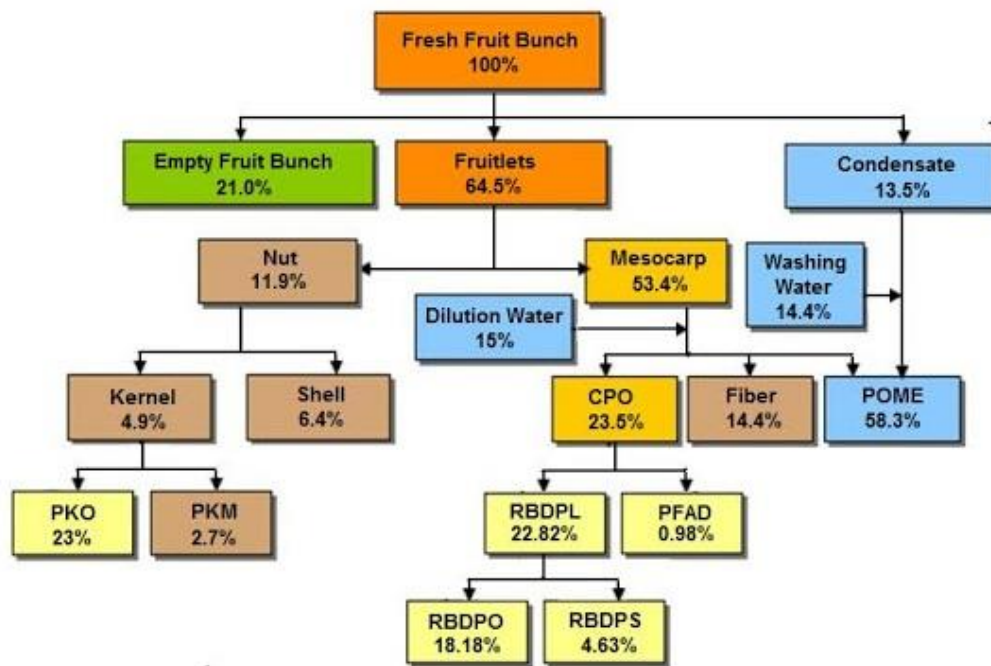 Fresh Fruit Bunch
100%
Empty Fruit Bunch
21.0%
Fruitlets
64.5%
Condensate
13.5%
Nut
11.9%
Mesocarp
53.4%
Washing
Water
14.4%
Dilution Water
15%
Kernel
4.9%
Shell
6.4%
CPO
23.5%
Fiber
14.4%
POME
58.3%
PKO
23%
PKM
2.7%
RBDPL
22.82%
PFAD
0.98%
RBDPO
18.18%
RBDPS
4.63%